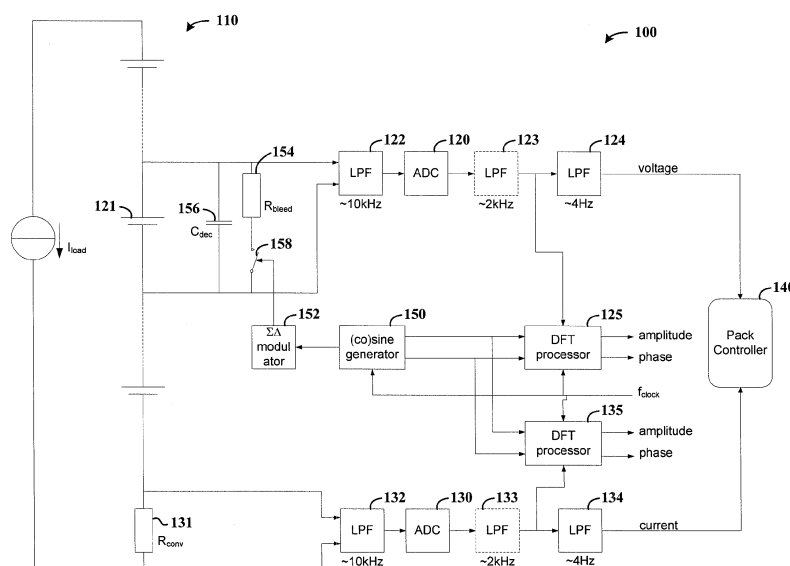 110
100
122
120
123
124
154
LPF
ADC
LPF
LPF
voltage
121
156
R_bleed
~10kHz
~2kHz
~4Hz
C_dec
158
I_load
140
152
150
125
ΣΔ
modul
ator
(co)sine
generator
DFT
processor
amplitude
phase
Pack
Controller
f_clock
135
DFT
processor
amplitude
phase
132
130
133
134
131
LPF
ADC
LPF
LPF
current
R_conv
~10kHz
~2kHz
~4Hz